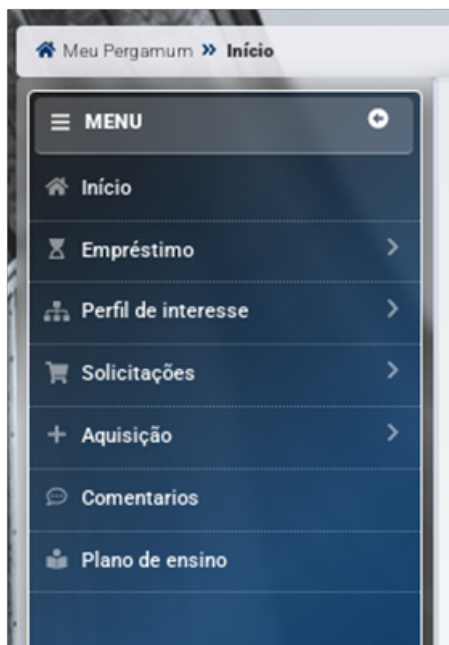 Meu Pergamum » Início
MENU
Início
Empréstimo
Perfil de interesse
Solicitações
Aquisição
Comentarios
Plano de ensino